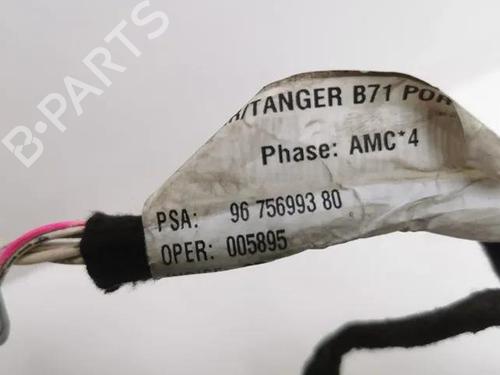 B-PARTS
/TANGER B71 POR
Phase: AMC*4
PSA: 96 756993 80
OPER: 005895